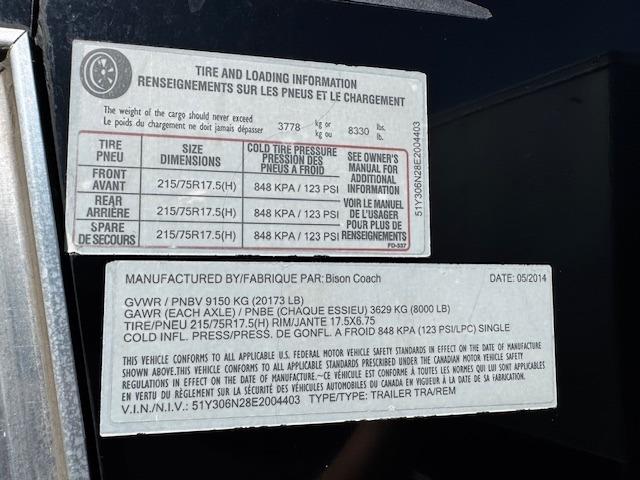 TIRE AND LOADING INFORMATION
RENSEIGNEMENTS SUR LES PNEUS ET LE CHARGEMENT
The weight of the cargo should never exceed
Le poids du chargement ne doit jamais dépasser 3778 kg or kg ou 8330 lbs. lb.
TIRE PNEU SIZE DIMENSIONS COLD TIRE PRESSURE PRESSION DES PNEUS A FROID SEE OWNER'S MANUAL FOR ADDITIONAL INFORMATION VOIR LE MANUEL DE L'USAGER POUR PLUS DE RENSEIGNEMENTS
FRONT AVANT 215/75R17.5(H) 848 KPA / 123 PSI
REAR ARRIÈRE 215/75R17.5(H) 848 KPA / 123 PSI
SPARE DE SECOURS 215/75R17.5(H) 848 KPA / 123 PSI
FD-537
51Y306N28E2004403
MANUFACTURED BY/FABRIQUE PAR: Bison Coach DATE: 05/2014
GVWR / PNBV 9150 KG (20173 LB)
GAWR (EACH AXLE) / PNBE (CHAQUE ESSIEU) 3629 KG (8000 LB)
TIRE/PNEU 215/75R17.5(H) RIM/JANTE 17.5X6.75
COLD INFL. PRESS/PRESS. DE GONFL. A FROID 848 KPA (123 PSI/LPC) SINGLE
THIS VEHICLE CONFORMS TO ALL APPLICABLE U.S. FEDERAL MOTOR VEHICLE SAFETY STANDARDS IN EFFECT ON THE DATE OF MANUFACTURE
SHOWN ABOVE.THIS VEHICLE CONFORMS TO ALL APPLICABLE STANDARDS PRESCRIBED UNDER THE CANADIAN MOTOR VEHICLE SAFETY
REGULATIONS IN EFFECT ON THE DATE OF MANUFACTURE.~CE VÉHICULE EST CONFORME À TOUTES LES NORMES QUI LUI SONT APPLICABLES
EN VERTU DU RÈGLEMENT SUR LA SÉCURITÉ DES VÉHICULES AUTOMOBILES DU CANADA EN VIGUEUR À LA DATE DE SA FABRICATION.
V.I.N./N.I.V.: 51Y306N28E2004403 TYPE/TYPE: TRAILER TRA/REM